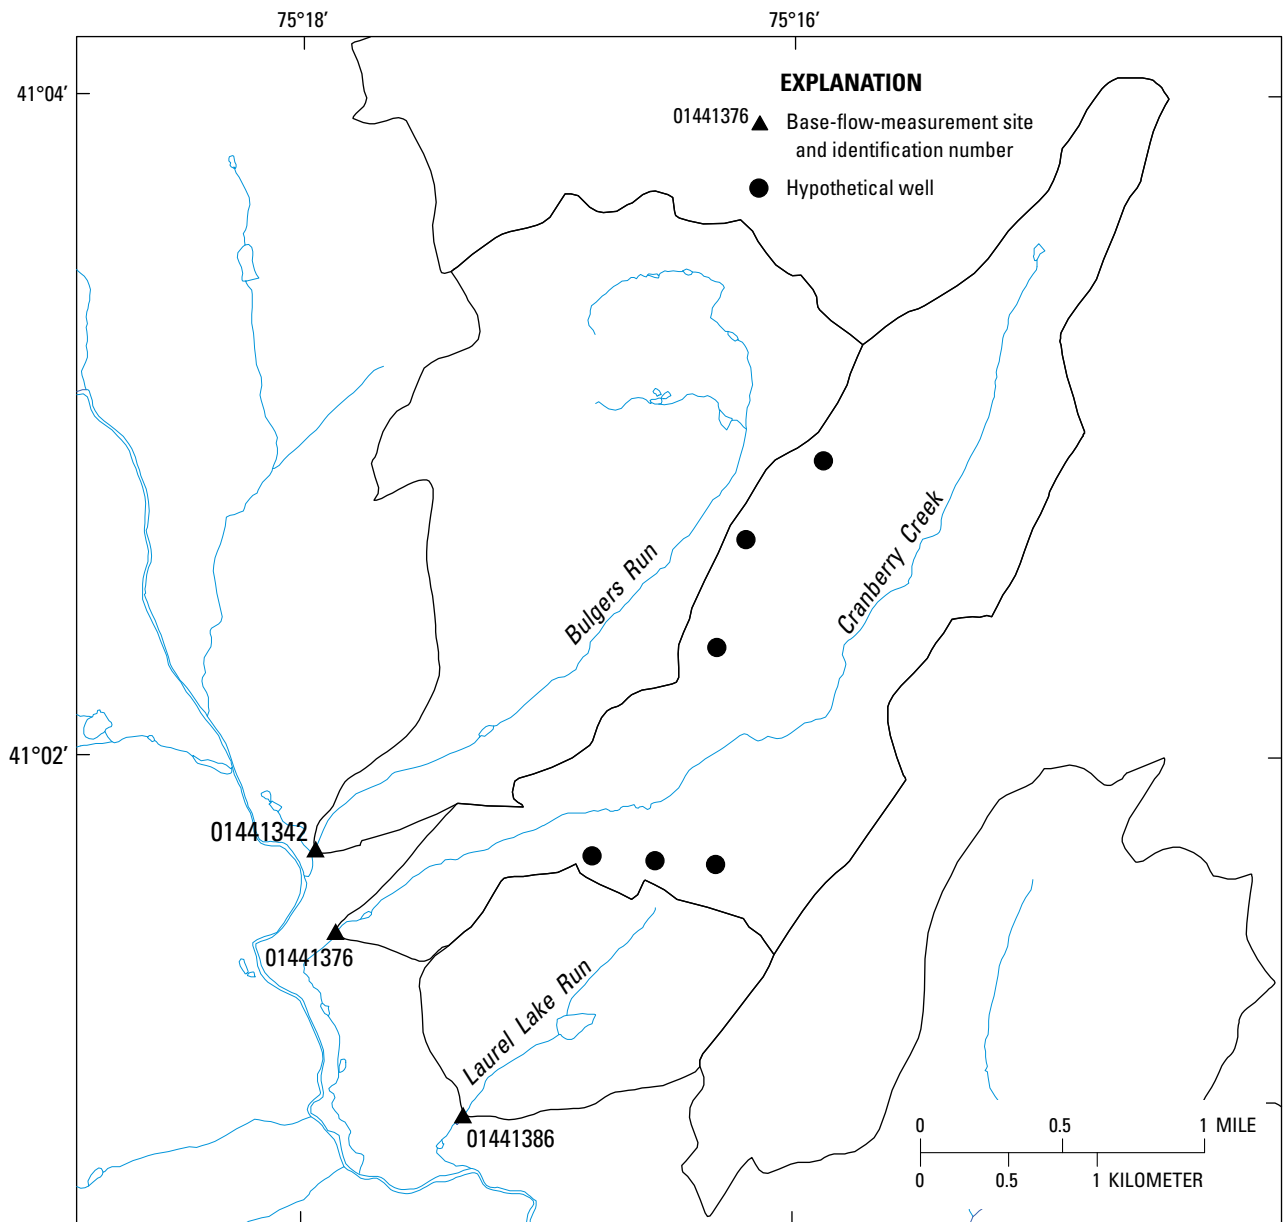 75°18′
75°16′
41°04′
EXPLANATION
01441376
Base-flow-measurement site
and identification number
Hypothetical well
Bulgers Run
Cranberry Creek
41°02′
01441342
01441376
Laurel Lake Run
01441386
0 0.5 1 MILE
0 0.5 1 KILOMETER